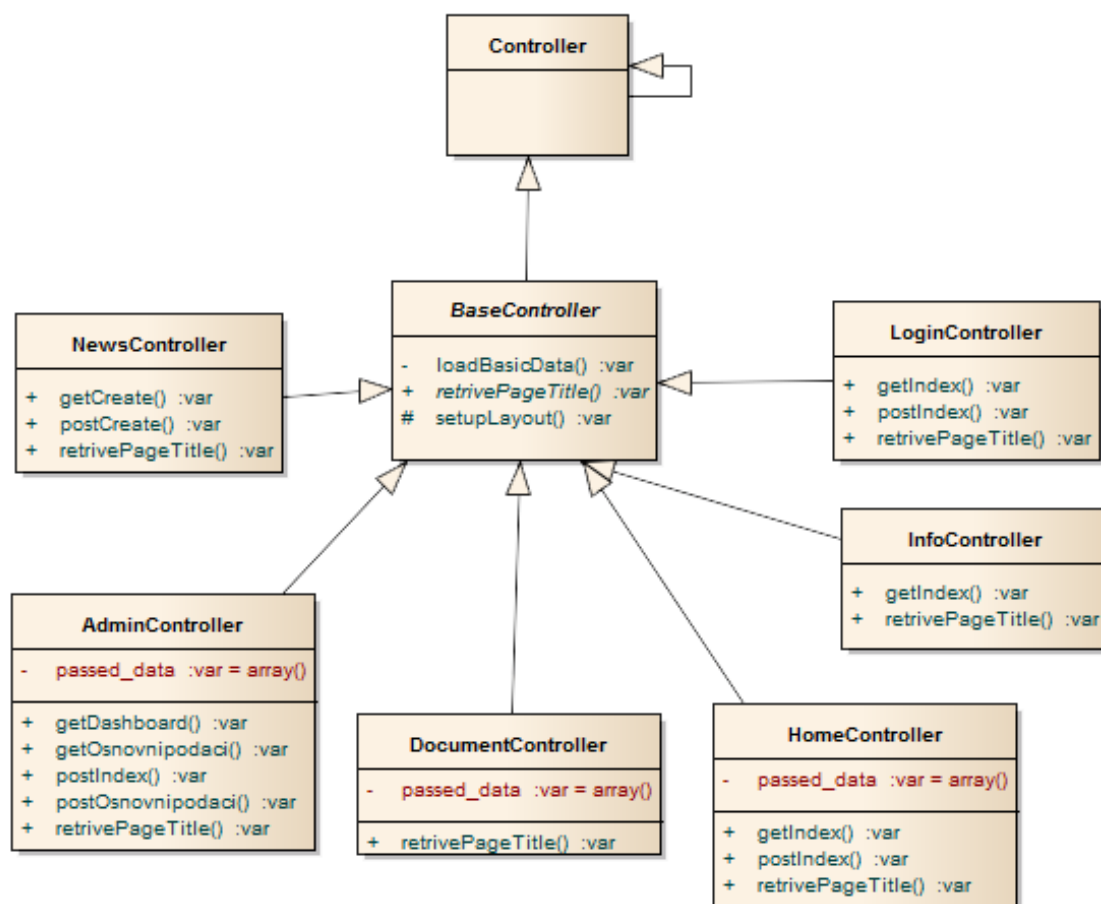 Controller
BaseController
- loadBasicData() :var
+ retrivePageTitle() :var
# setupLayout() :var
NewsController
+ getCreate() :var
+ postCreate() :var
+ retrivePageTitle() :var
LoginController
+ getIndex() :var
+ postIndex() :var
+ retrivePageTitle() :var
InfoController
+ getIndex() :var
+ retrivePageTitle() :var
AdminController
- passed_data :var = array()
+ getDashboard() :var
+ getOsnovnipodaci() :var
+ postIndex() :var
+ postOsnovnipodaci() :var
+ retrivePageTitle() :var
DocumentController
- passed_data :var = array()
+ retrivePageTitle() :var
HomeController
- passed_data :var = array()
+ getIndex() :var
+ postIndex() :var
+ retrivePageTitle() :var